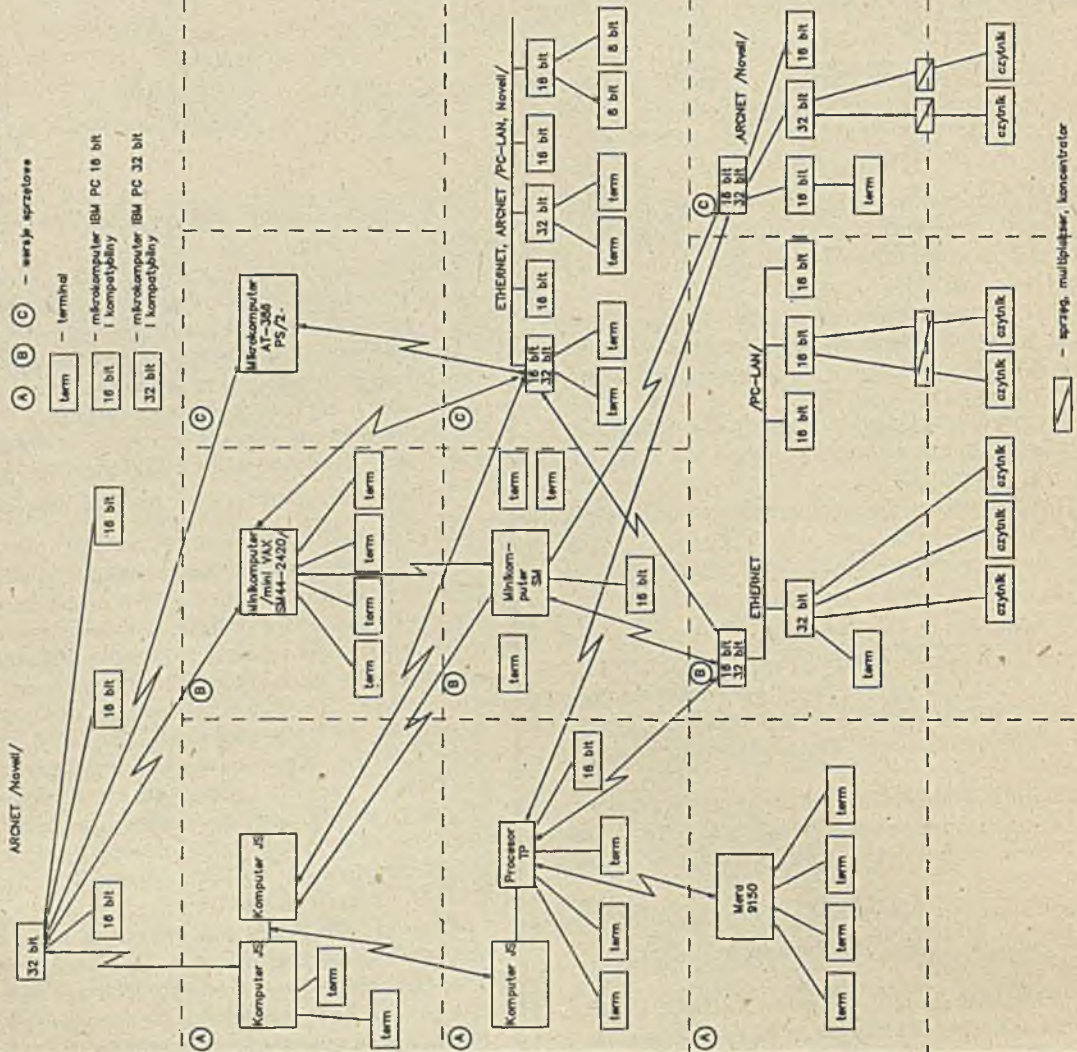 ARCNET /Novell/
32 bit
16 bit
16 bit
16 bit
A B C – wersje sprzętowe
term – terminal
16 bit – mikrokomputer IBM PC 16 bit
i kompatybilny
32 bit – mikrokomputer IBM PC 32 bit
i kompatybilny
A
Komputer JS
Komputer JS
term
term
B
Minikomputer
/mini VAX
SM44-2420/
term
term
term
term
C
Mikrokomputer
AT-386
PS/2
A
Komputer JS
Procesor
TP
16 bit
term
term
term
term
B
Minikom-
puter
SM
term
term
term
16 bit
C
ETHERNET, ARCNET /PC-LAN, Novell/
16 bit
32 bit
term
term
16 bit
32 bit
term
term
16 bit
16 bit
8 bit
8 bit
A
Mera
9150
term
term
term
term
B
16 bit
32 bit
ETHERNET
/PC-LAN/
32 bit
term
16 bit
16 bit
16 bit
czytnik
czytnik
czytnik
czytnik
czytnik
C
16 bit
32 bit
ARCNET /Novell/
16 bit
term
32 bit
16 bit
czytnik
czytnik
– sprzęg, multiplekser, koncentrator